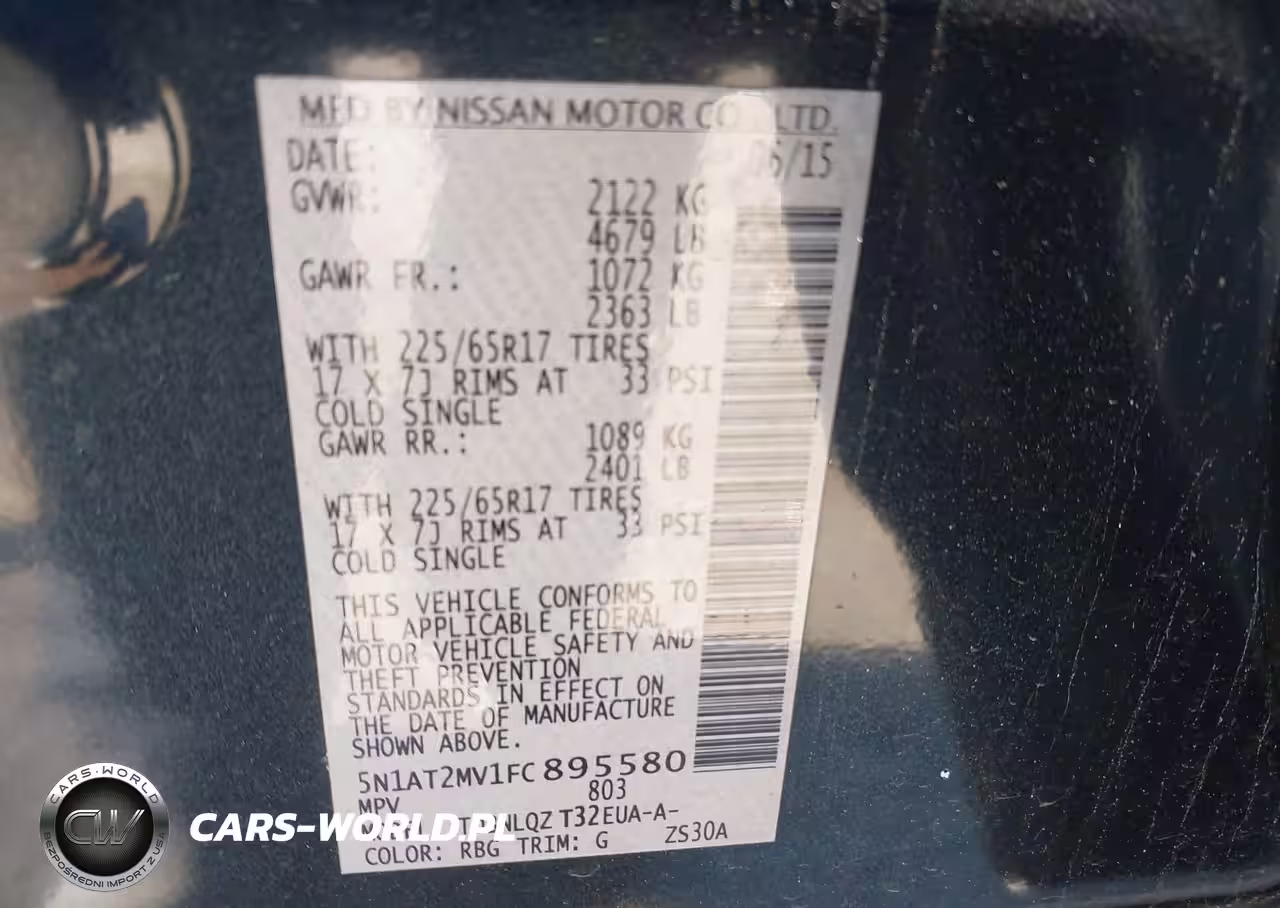 MFD BY NISSAN MOTOR CO., LTD.
DATE: 06/15
GVWR: 2122 KG
4679 LB
GAWR FR.: 1072 KG
2363 LB
WITH 225/65R17 TIRES
17 X 7J RIMS AT 33 PSI
COLD SINGLE
GAWR RR.: 1089 KG
2401 LB
WITH 225/65R17 TIRES
17 X 7J RIMS AT 33 PSI
COLD SINGLE
THIS VEHICLE CONFORMS TO
ALL APPLICABLE FEDERAL
MOTOR VEHICLE SAFETY AND
THEFT PREVENTION
STANDARDS IN EFFECT ON
THE DATE OF MANUFACTURE
SHOWN ABOVE.
5N1AT2MV1FC895580
MPV 803
T32EUA-A-
COLOR: RBG TRIM: G ZS30A
CARS-WORLD
CW
BEZPOŚREDNI IMPORT Z USA
CARS-WORLD.PL